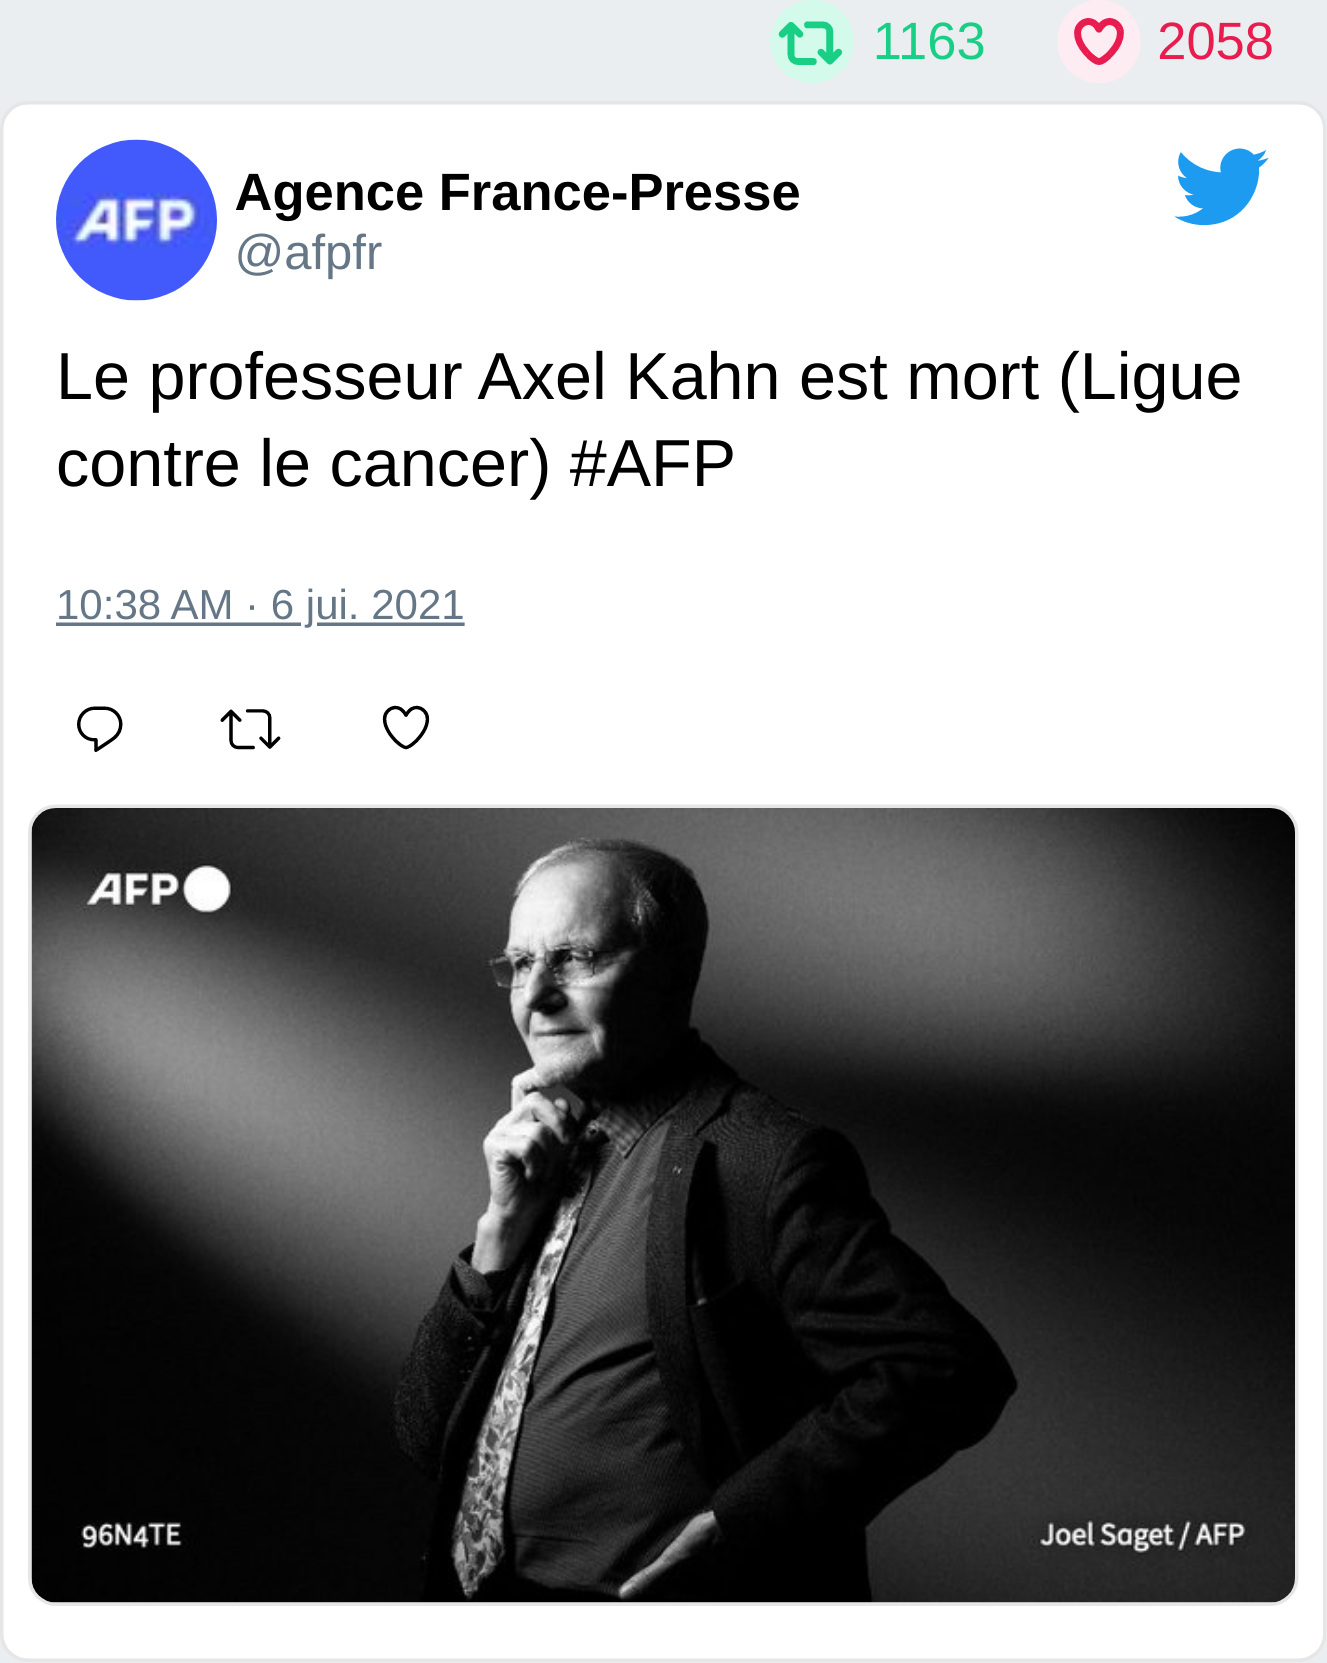 1163 2058
AFP
Agence France-Presse
@afpfr
Le professeur Axel Kahn est mort (Ligue
contre le cancer) #AFP
10:38 AM · 6 jui. 2021
AFP
96N4TE
Joel Saget / AFP